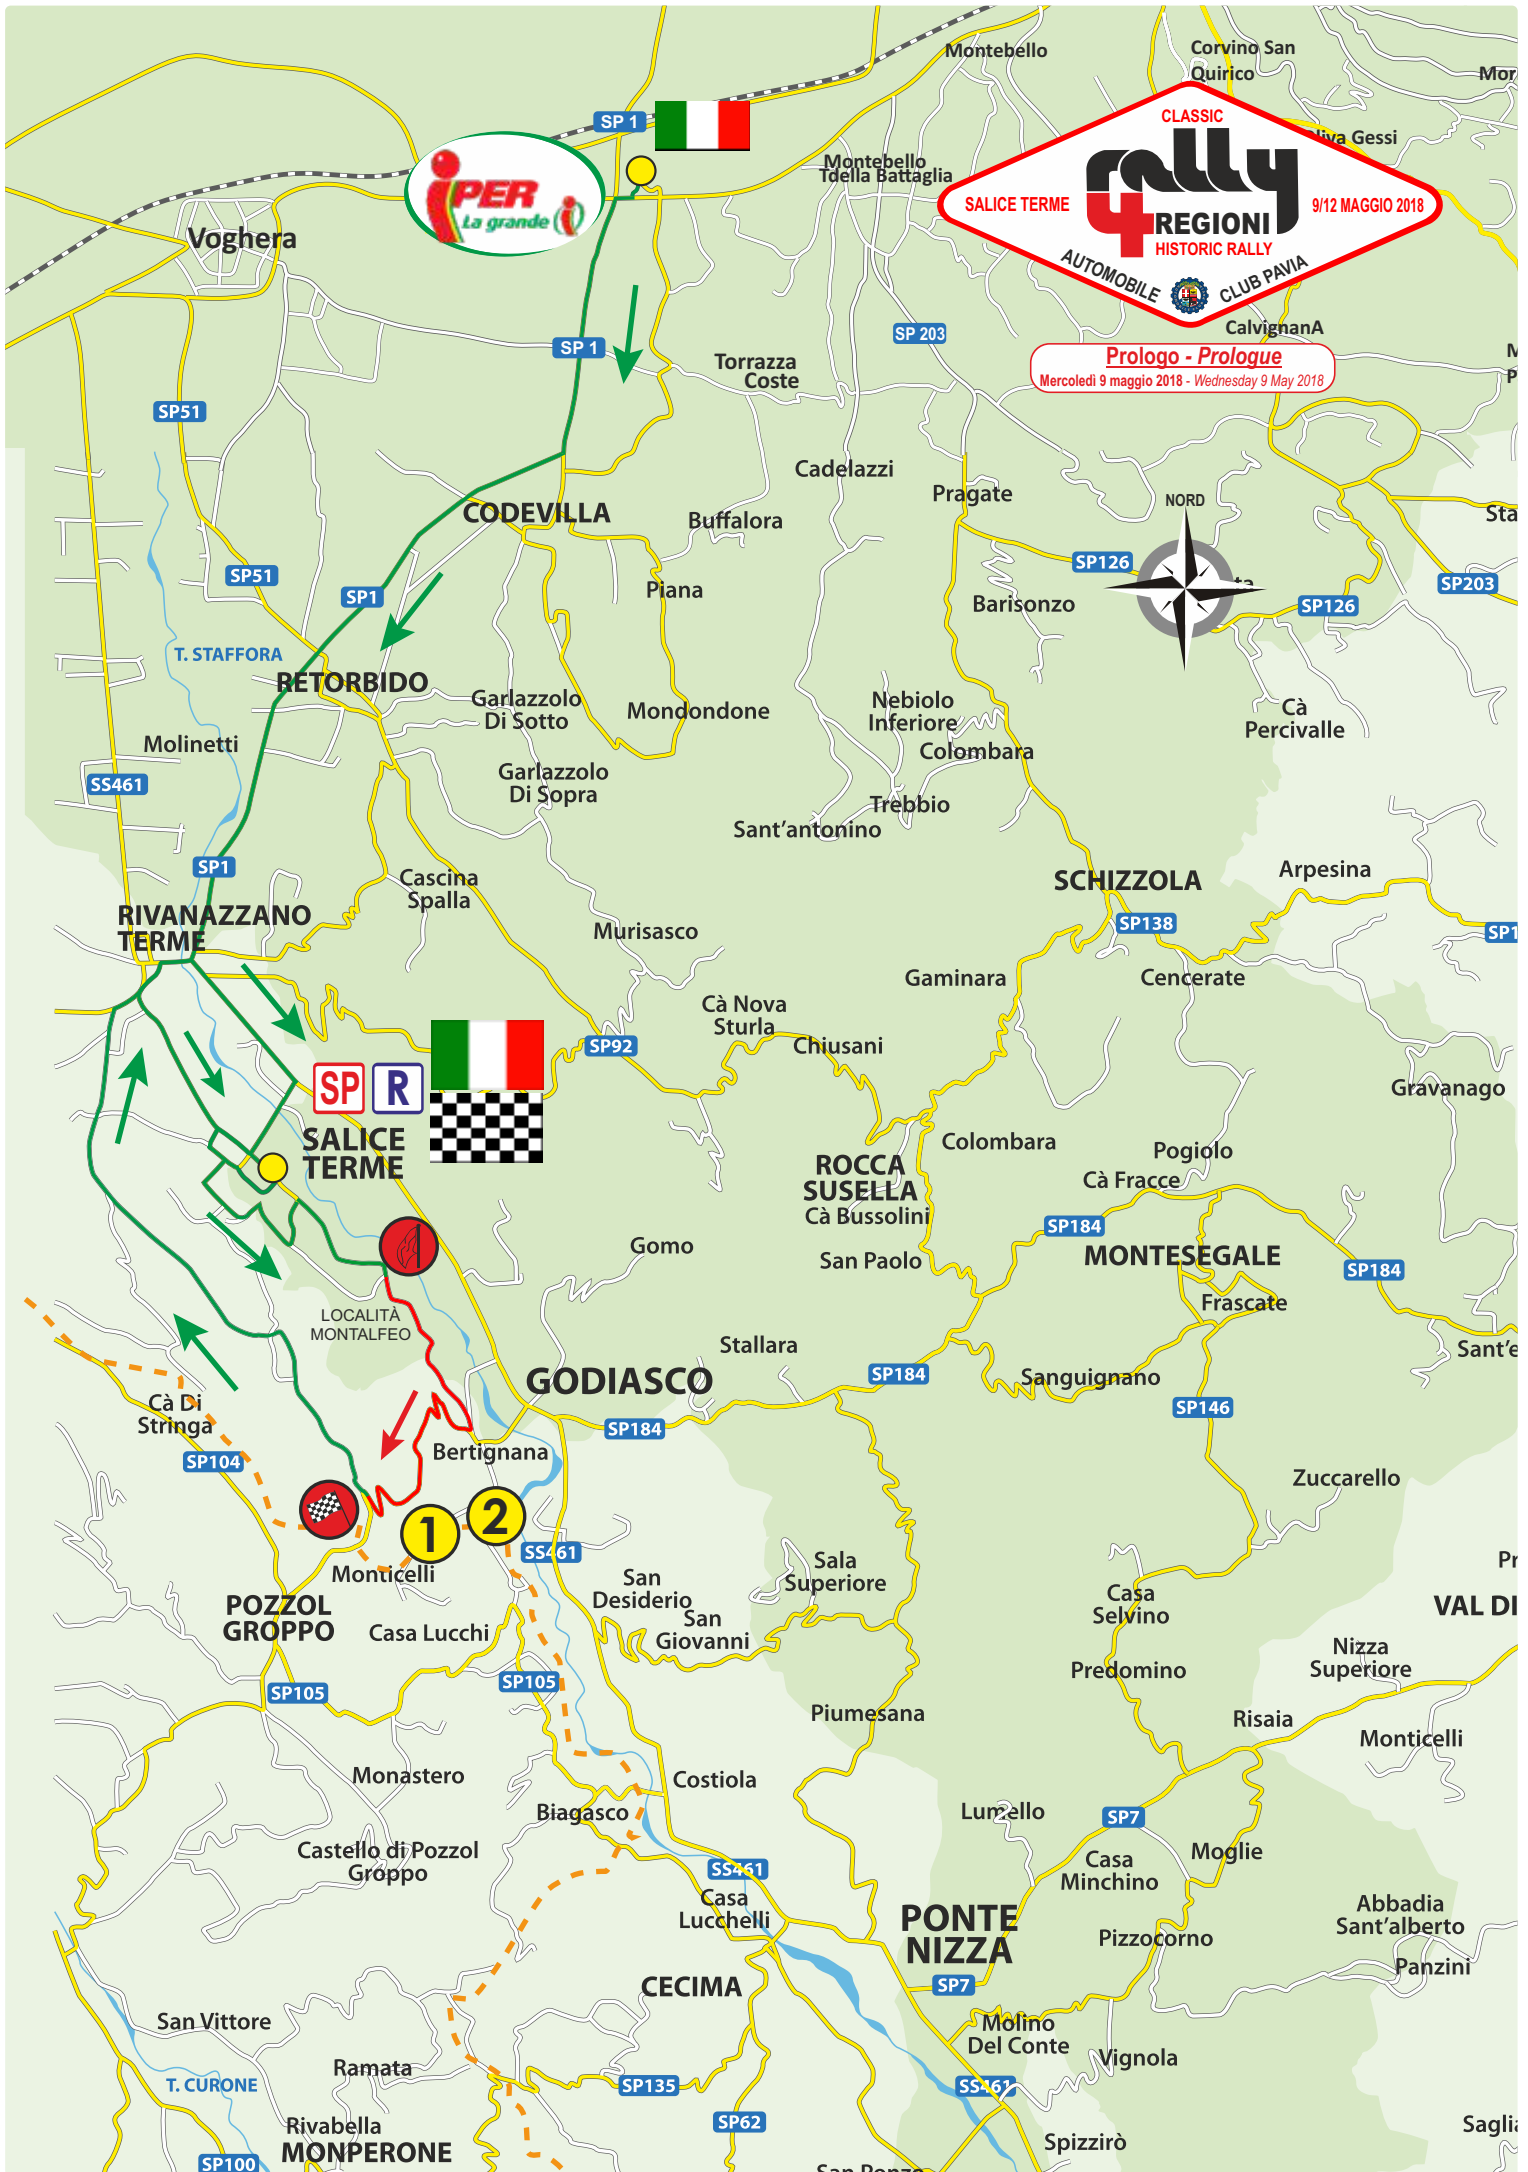 Montebello
Corvino San
Quirico
Mor
SP 1
CLASSIC
rally
4 REGIONI
HISTORIC RALLY
SALICE TERME
9/12 MAGGIO 2018
AUTOMOBILE
CLUB PAVIA
iPER
La grande i
Montebello
della Battaglia
Voghera
SP 203
CalvignanA
SP 1
Prologo - Prologue
Mercoledì 9 maggio 2018 - Wednesday 9 May 2018
Torrazza
Coste
SP51
Cadelazzi
Pragate
NORD
CODEVILLA
Buffalora
Sta
SP51
SP1
Piana
SP126
Barisonzo
ta
SP126
SP203
T. STAFFORA
RETORBIDO
Garlazzolo
Di Sotto
Mondondone
Nebiolo
Inferiore
Colombara
Cà
Percivalle
Molinetti
SS461
Garlazzolo
Di Sopra
Trebbio
Sant'antonino
SP1
Cascina
Spalla
SCHIZZOLA
Arpesina
RIVANAZZANO
TERME
Murisasco
SP138
SP1
Gaminara
Cencerate
Cà Nova
Sturla
SP92
Chiusani
SP
R
Gravanago
SALICE
TERME
Colombara
ROCCA
SUSELLA
Cà Bussolini
Pogiolo
Cà Fracce
SP184
Gomo
San Paolo
MONTESEGALE
SP184
Frascate
LOCALITÀ
MONTALFEO
Stallara
Sant'e
GODIASCO
SP184
Sanguignano
Cà Di
Stringa
SP184
SP146
SP104
Bertignana
Zuccarello
1
2
SS461
Monticelli
San
Desiderio
Sala
Superiore
Pr
POZZOL
GROPPO
Casa Lucchi
San
Giovanni
Casa
Selvino
VAL DI
SP105
SP105
Predomino
Nizza
Superiore
Piumesana
Risaia
Monticelli
Monastero
Costiola
Biagasco
Lumello
SP7
Castello di Pozzol
Groppo
SS461
Casa
Minchino
Moglie
Casa
Lucchelli
PONTE
NIZZA
Abbadia
Sant'alberto
Pizzocorno
Panzini
CECIMA
SP7
San Vittore
Molino
Del Conte
Ramata
Vignola
T. CURONE
SP135
SS461
Rivabella
MONPERONE
SP62
Spizzirò
Saglia
SP100